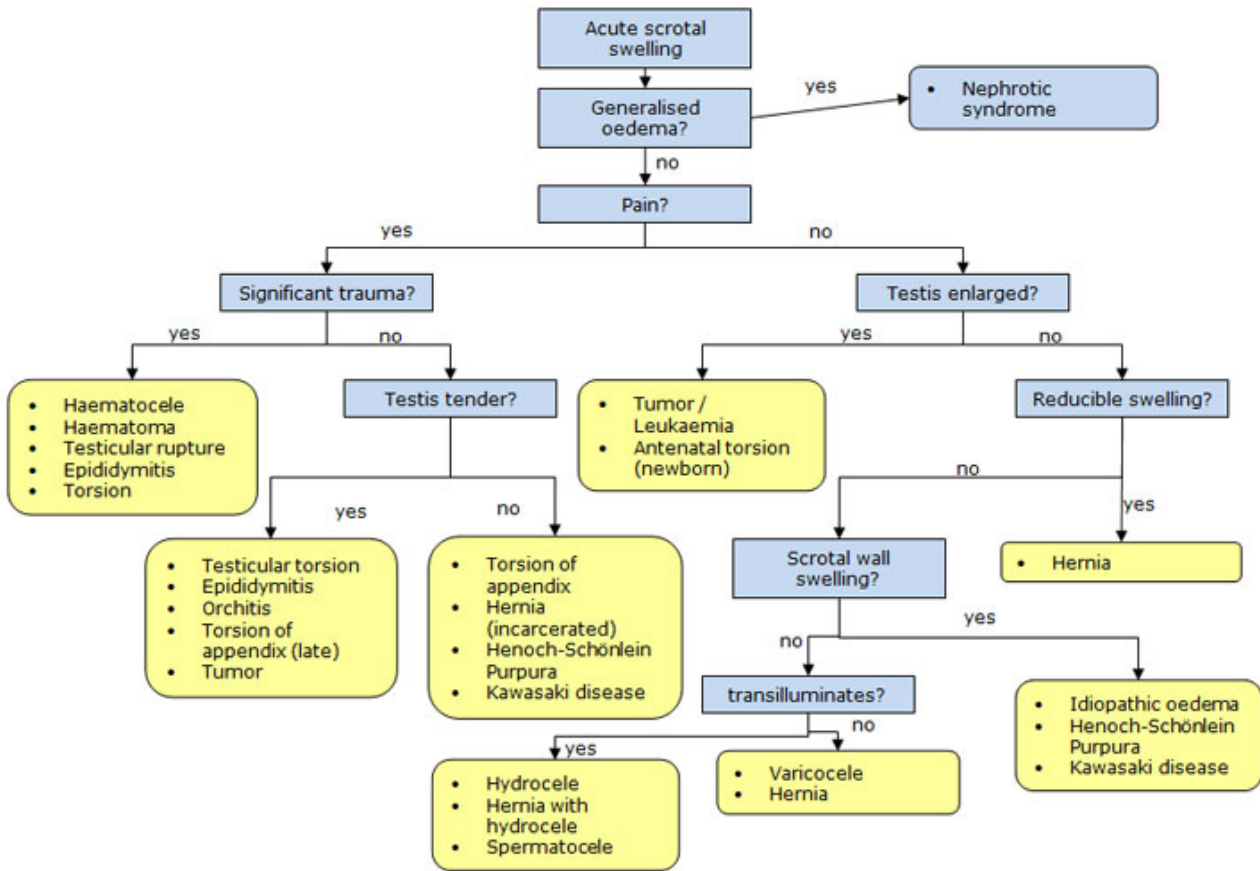 Acute scrotal
swelling
yes
• Nephrotic
syndrome
Generalised
oedema?
no
Pain?
yes
no
Significant trauma?
Testis enlarged?
yes
no
yes
no
• Haematocele
• Haematoma
• Testicular rupture
• Epididymitis
• Torsion
Testis tender?
• Tumor /
Leukaemia
• Antenatal torsion
(newborn)
Reducible swelling?
yes
no
no
yes
• Testicular torsion
• Epididymitis
• Orchitis
• Torsion of
appendix (late)
• Tumor
• Torsion of
appendix
• Hernia
(incarcerated)
• Henoch-Schönlein
Purpura
• Kawasaki disease
Scrotal wall
swelling?
• Hernia
no
yes
transilluminates?
• Idiopathic oedema
• Henoch-Schönlein
Purpura
• Kawasaki disease
yes
no
• Hydrocele
• Hernia with
hydrocele
• Spermatocele
• Varicocele
• Hernia